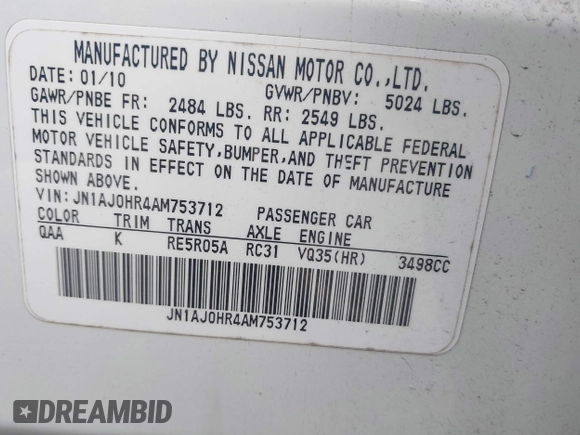 MANUFACTURED BY NISSAN MOTOR CO.,LTD.
DATE: 01/10 GVWR/PNBV: 5024 LBS.
GAWR/PNBE FR: 2484 LBS. RR: 2549 LBS.
THIS VEHICLE CONFORMS TO ALL APPLICABLE FEDERAL
MOTOR VEHICLE SAFETY,BUMPER,AND THEFT PREVENTION
STANDARDS IN EFFECT ON THE DATE OF MANUFACTURE
SHOWN ABOVE.
VIN: JN1AJ0HR4AM753712 PASSENGER CAR
COLOR TRIM TRANS AXLE ENGINE
QAA K RE5R05A RC31 VQ35(HR) 3498CC
JN1AJ0HR4AM753712
DREAMBID